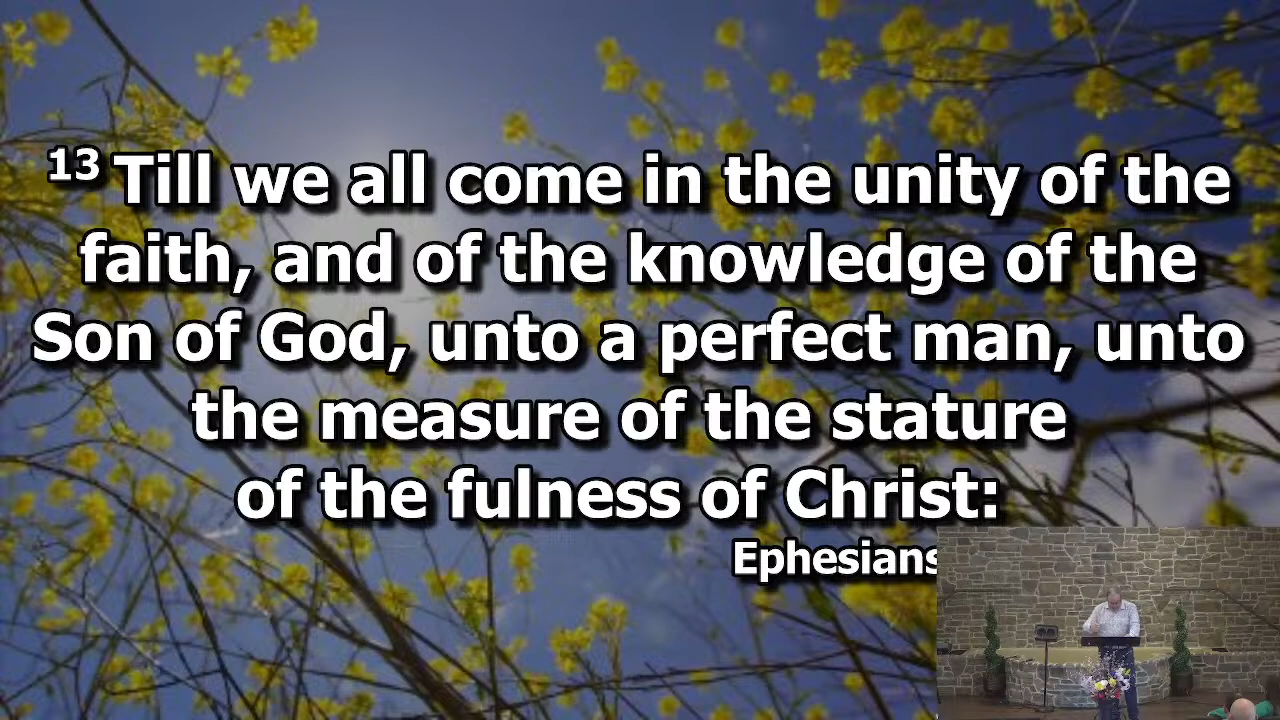 13 Till we all come in the unity of the
faith, and of the knowledge of the
Son of God, unto a perfect man, unto
the measure of the stature
of the fulness of Christ:
Ephesians